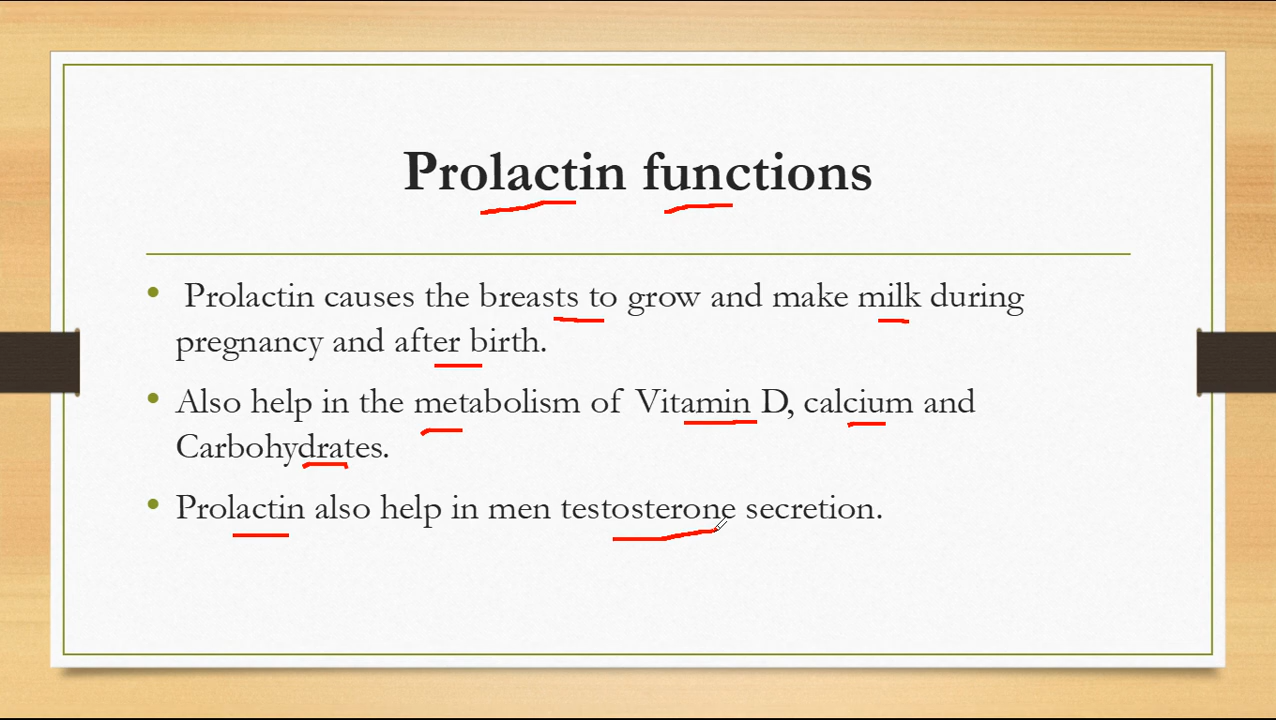 Prolactin functions
• Prolactin causes the breasts to grow and make milk during
pregnancy and after birth.
• Also help in the metabolism of Vitamin D, calcium and
Carbohydrates.
• Prolactin also help in men testosterone secretion.